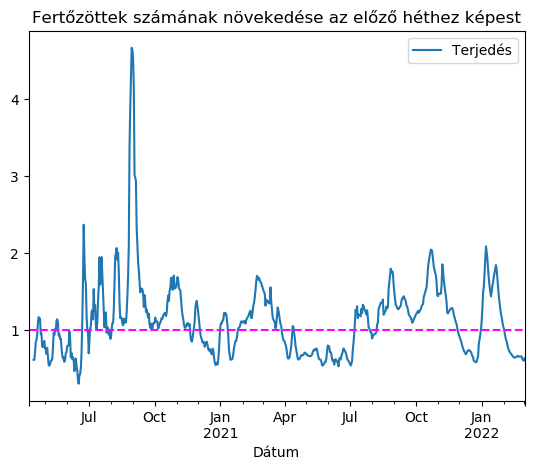 Fertőzöttek számának növekedése az előző héthez képest
Terjedés
4
3
2
1
Jul Oct Jan Apr Jul Oct Jan
2021 2022
Dátum